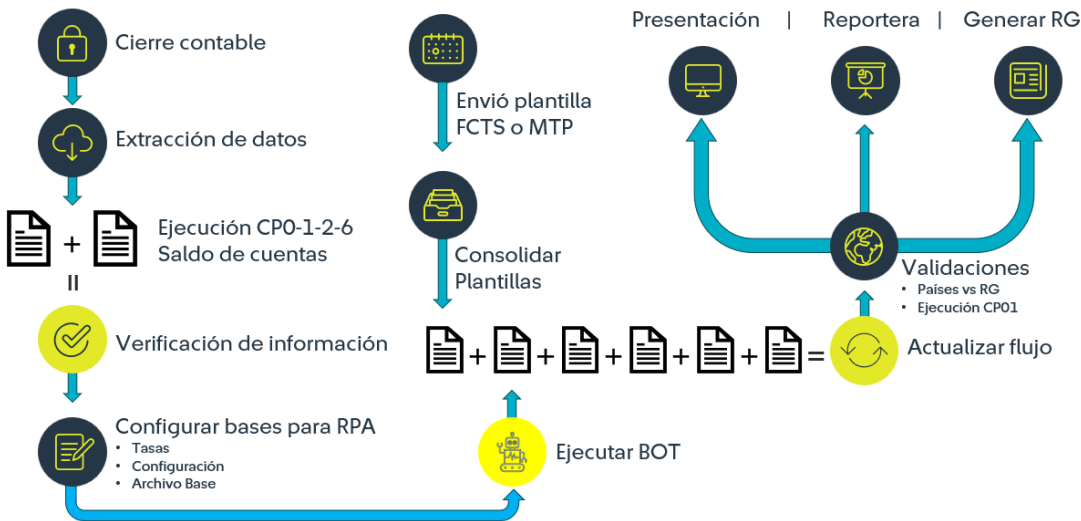 Cierre contable
Extracción de datos
+
Ejecución CP0-1-2-6
Saldo de cuentas
=
Verificación de información
Configurar bases para RPA
• Tasas
• Configuración
• Archivo Base
Envió plantilla
FCTS o MTP
Consolidar
Plantillas
+ + + + + =
Ejecutar BOT
Presentación | Reportera | Generar RG
Validaciones
• Países vs RG
• Ejecución CP01
Actualizar flujo